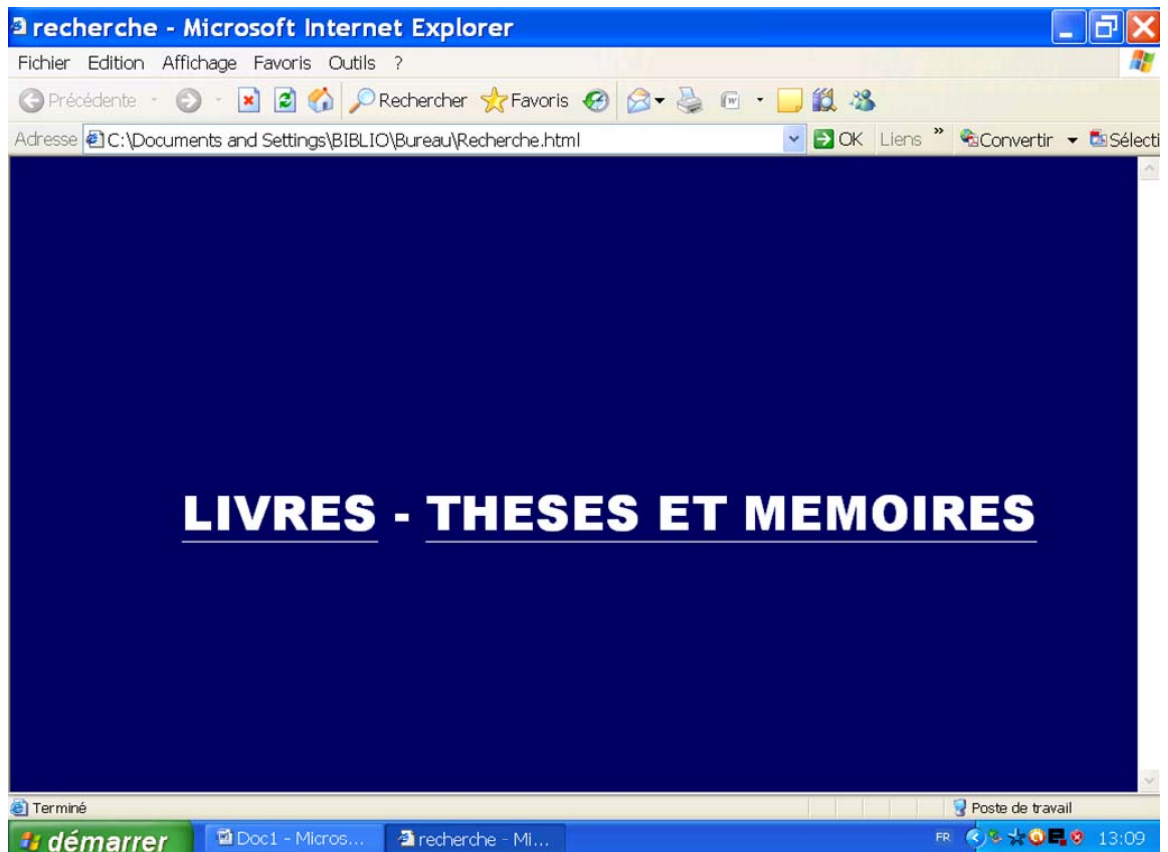 recherche - Microsoft Internet Explorer
Fichier Edition Affichage Favoris Outils ?
Précédente Rechercher Favoris
Adresse C:\Documents and Settings\BIBLIO\Bureau\Recherche.html OK Liens » Convertir Sélecti
LIVRES - THESES ET MEMOIRES
Terminé Poste de travail
démarrer Doc1 - Micros... recherche - Mi... FR 13:09